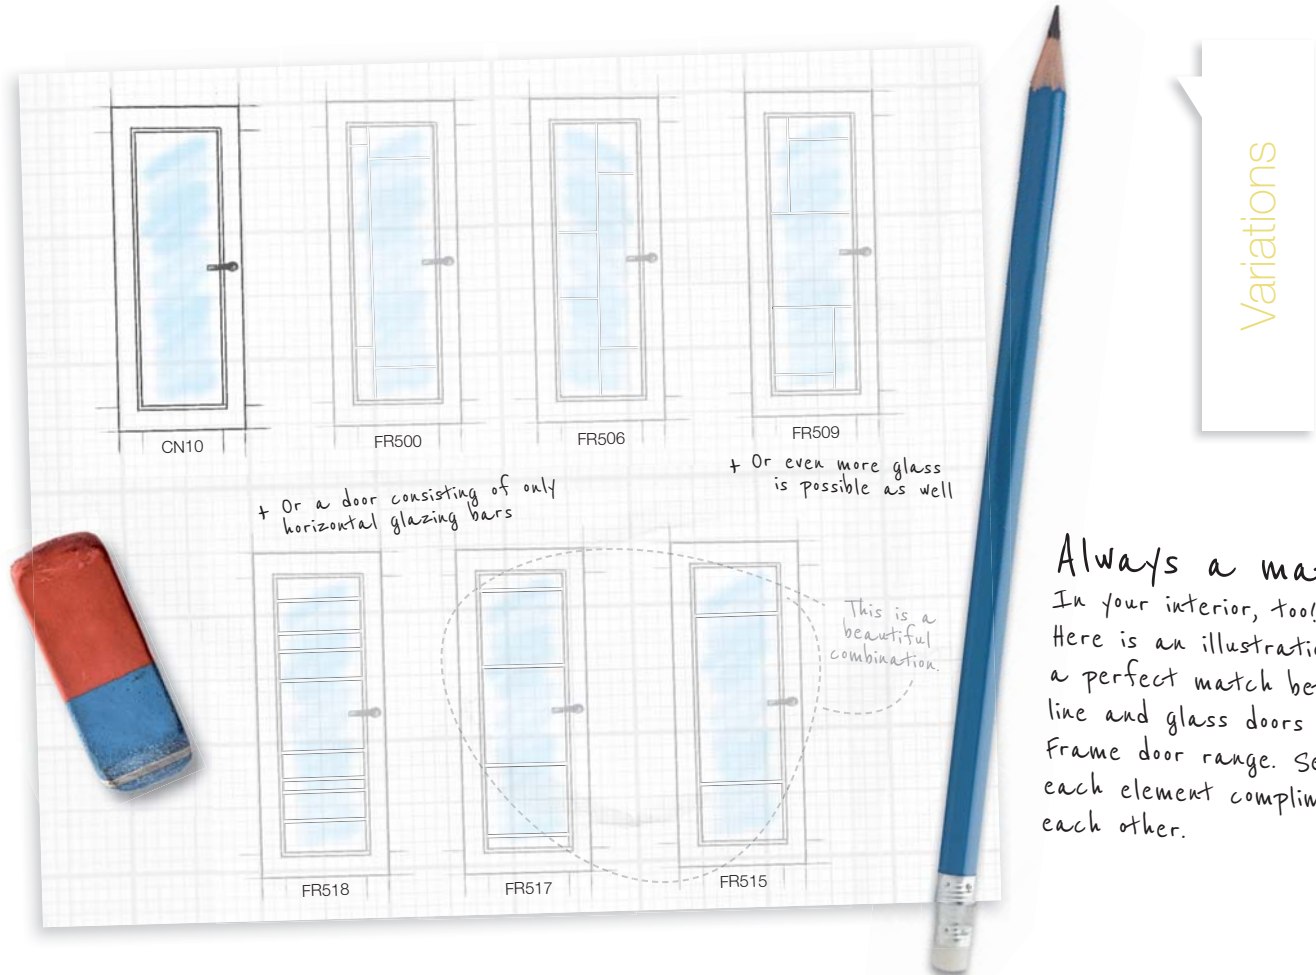 Variations
CN10
FR500
FR506
FR509
+ Or a door consisting of only
horizontal glazing bars
+ Or even more glass
is possible as well
This is a
beautiful
combination.
FR518
FR517
FR515
Always a ma
In your interior, too!
Here is an illustratio
a perfect match be
line and glass doors
Frame door range. Se
each element complim
each other.